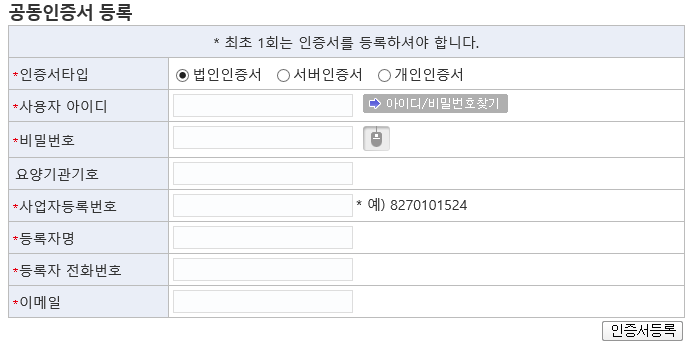 공동인증서 등록
* 최초 1회는 인증서를 등록하셔야 합니다.
*인증서타입 법인인증서 서버인증서 개인인증서
*사용자 아이디 아이디/비밀번호찾기
*비밀번호
요양기관기호
*사업자등록번호 * 예) 8270101524
*등록자명
*등록자 전화번호
*이메일
인증서등록